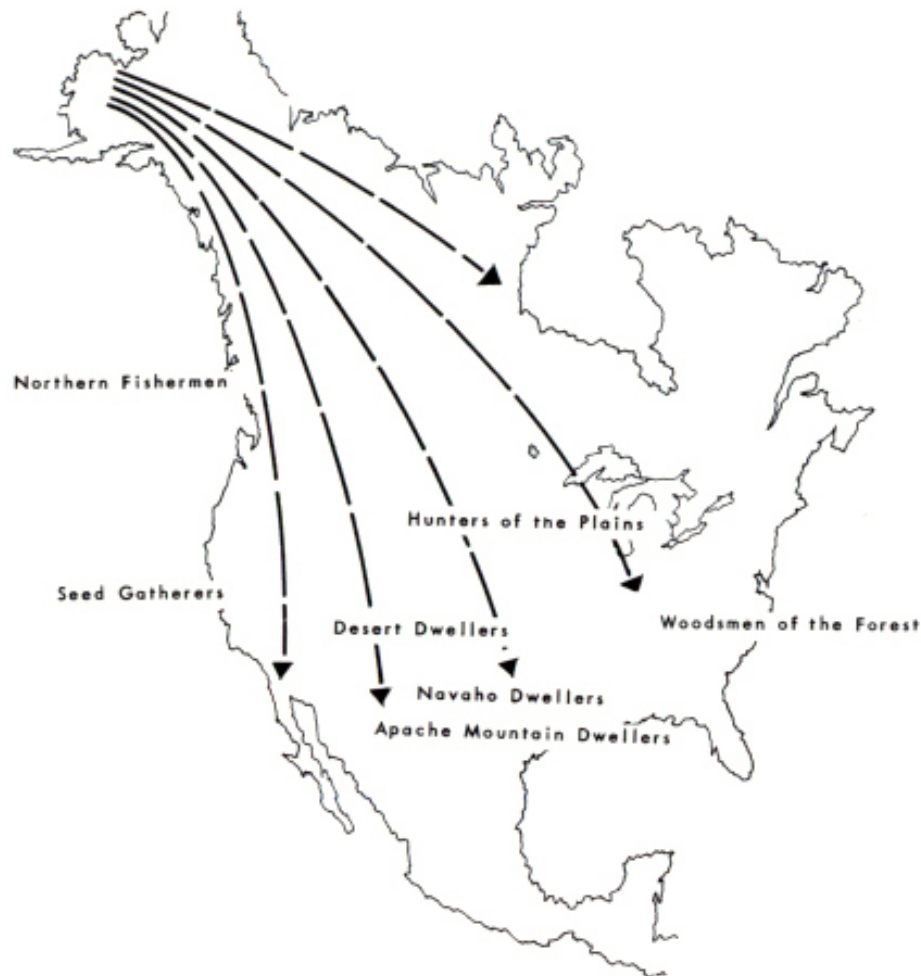 Northern Fishermen
Hunters of the Plains
Seed Gatherers
Desert Dwellers
Woodsmen of the Forest
Navaho Dwellers
Apache Mountain Dwellers